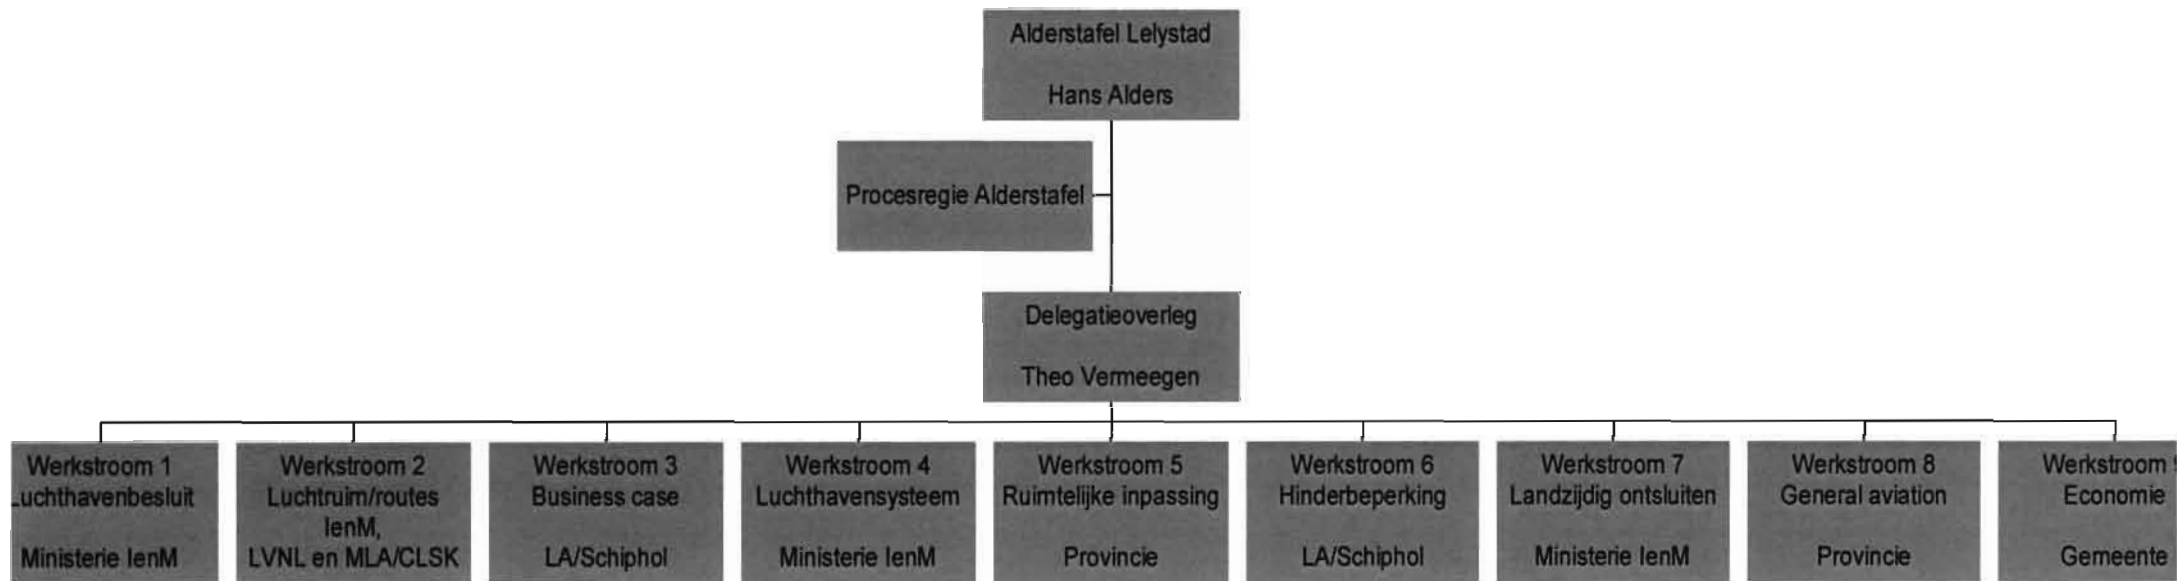 Alderstafel Lelystad
Hans Alders
Procesregie Alderstafel
Delegatieoverleg
Theo Vermeegen
Werkstroom 1
Luchthavenbesluit
Ministerie IenM
Werkstroom 2
Luchtruim/routes
IenM,
LVNL en MLA/CLSK
Werkstroom 3
Business case
LA/Schiphol
Werkstroom 4
Luchthavensysteem
Ministerie IenM
Werkstroom 5
Ruimtelijke inpassing
Provincie
Werkstroom 6
Hinderbeperking
LA/Schiphol
Werkstroom 7
Landzijdig ontsluiten
Ministerie IenM
Werkstroom 8
General aviation
Provincie
Werkstroom 9
Economie
Gemeente